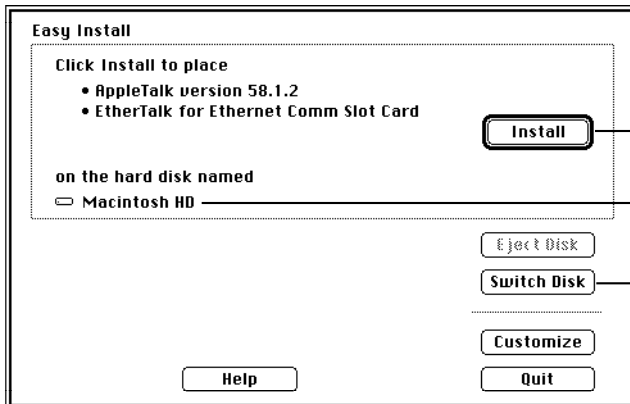 Easy Install
Click Install to place
• AppleTalk version 58.1.2
• EtherTalk for Ethernet Comm Slot Card
Install
on the hard disk named
Macintosh HD
Eject Disk
Switch Disk
Customize
Help
Quit